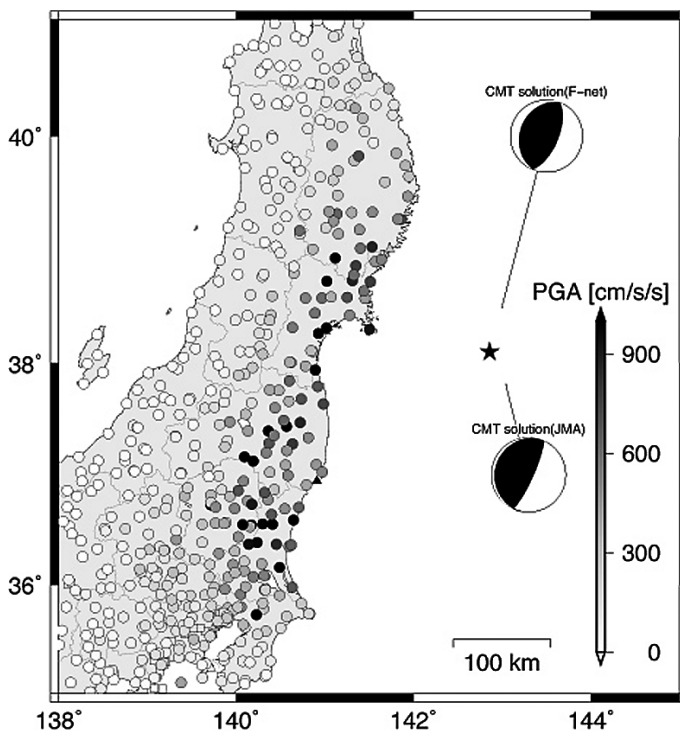 CMT solution(F-net)
40°
PGA [cm/s/s]
900
38°
CMT solution(JMA)
600
300
36°
100 km
0
138°
140°
142°
144°